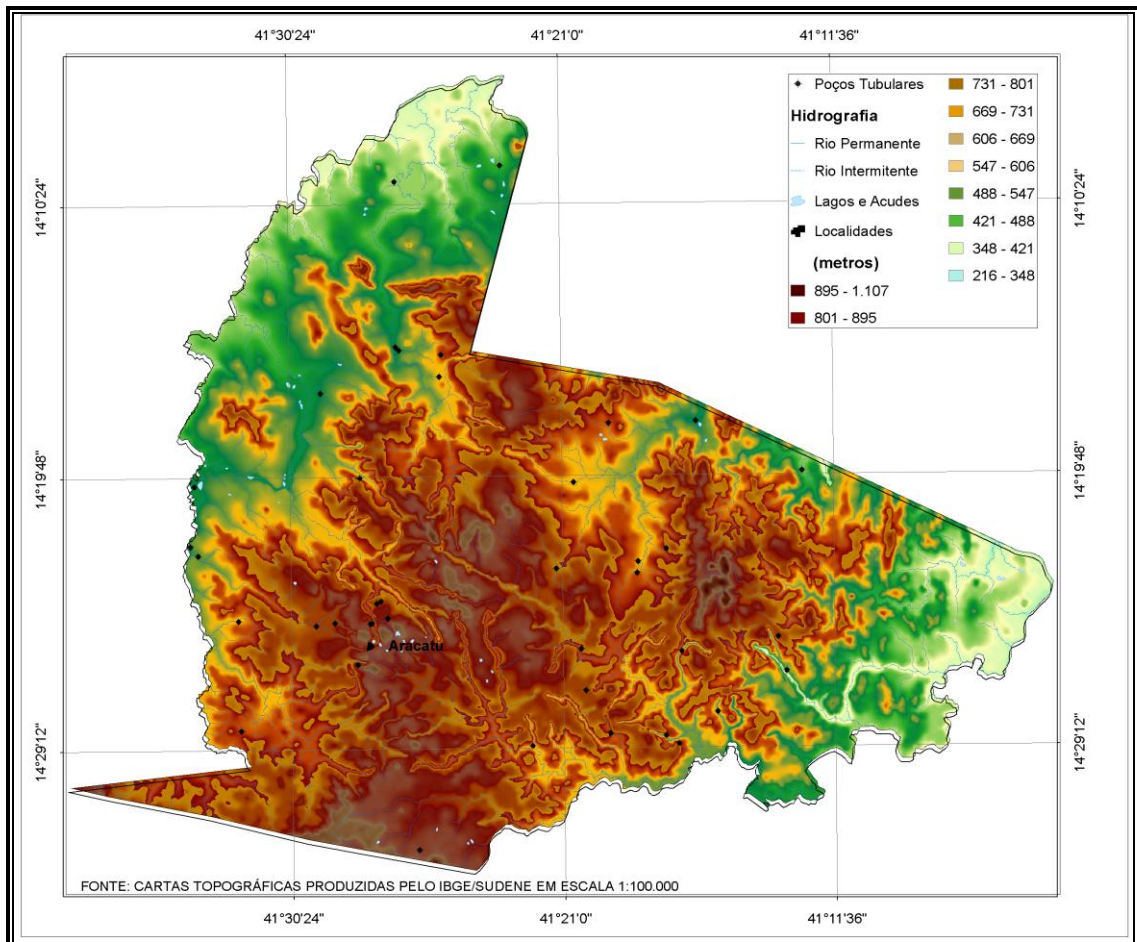 41°30'24"
41°21'0"
41°11'36"
14°10'24"
14°19'48"
14°29'12"
14°10'24"
14°19'48"
14°29'12"
Poços Tubulares
Hidrografia
Rio Permanente
Rio Intermitente
Lagos e Acudes
Localidades
(metros)
895 - 1.107
801 - 895
731 - 801
669 - 731
606 - 669
547 - 606
488 - 547
421 - 488
348 - 421
216 - 348
Aracatu
FONTE: CARTAS TOPOGRÁFICAS PRODUZIDAS PELO IBGE/SUDENE EM ESCALA 1:100.000
41°30'24"
41°21'0"
41°11'36"